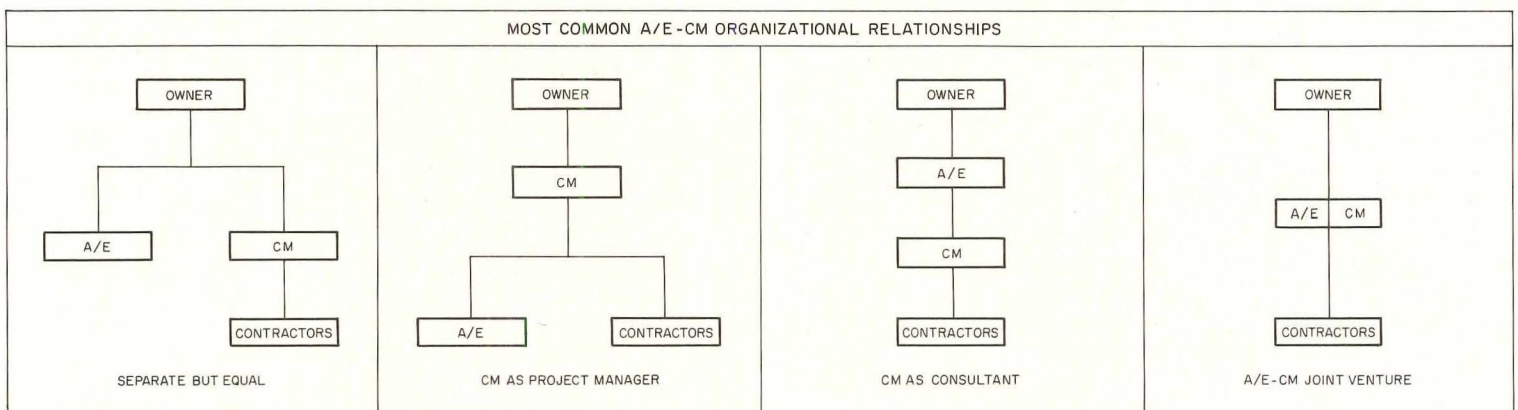 MOST COMMON A/E-CM ORGANIZATIONAL RELATIONSHIPS
OWNER
A/E
CM
CONTRACTORS
SEPARATE BUT EQUAL
OWNER
CM
A/E
CONTRACTORS
CM AS PROJECT MANAGER
OWNER
A/E
CM
CONTRACTORS
CM AS CONSULTANT
OWNER
A/E
CM
CONTRACTORS
A/E-CM JOINT VENTURE